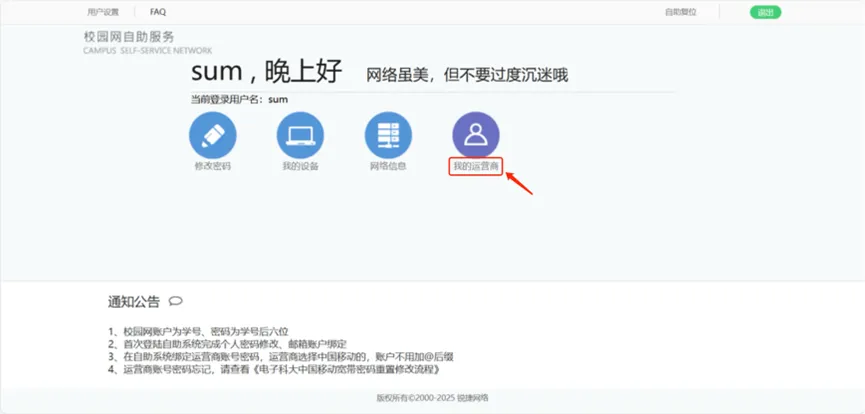 用户设置 FAQ 自助复位 退出
校园网自助服务
CAMPUS SELF-SERVICE NETWORK
sum , 晚上好 网络虽美，但不要过度沉迷哦
当前登录用户名：sum
修改密码 我的设备 网络信息 我的运营商
通知公告
1、校园网账户为学号、密码为学号后六位
2、首次登陆自助系统完成个人密码修改、邮箱账户绑定
3、在自助系统绑定运营商账号密码，运营商选择中国移动的，账户不用加@后缀
4、运营商账号密码忘记，请查看《电子科大中国移动宽带密码重置修改流程》
版权所有©2000-2025 锐捷网络